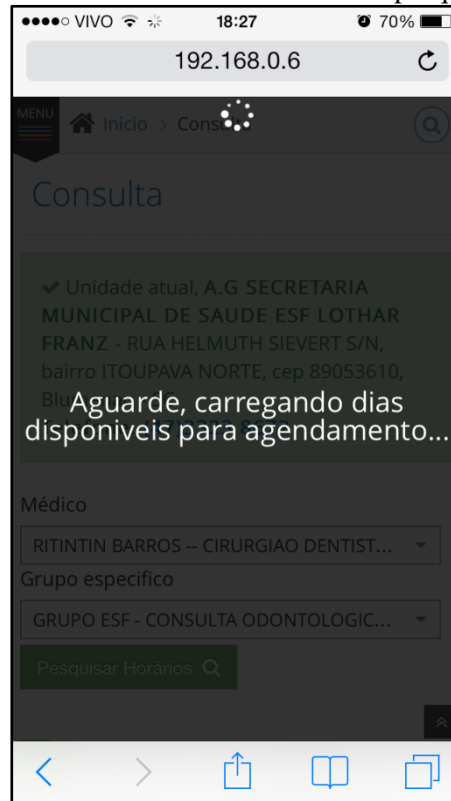 VIVO 18:27 70%
192.168.0.6
MENU Inicio > Consulta
Consulta
Unidade atual, A.G SECRETARIA
MUNICIPAL DE SAUDE ESF LOTHAR
FRANZ - RUA HELMUTH SIEVERT S/N,
bairro ITOUPAVA NORTE, cep 89053610,
Aguarde, carregando dias
disponiveis para agendamento...
Médico
RITINTIN BARROS -- CIRURGIAO DENTIST...
Grupo especifico
GRUPO ESF - CONSULTA ODONTOLOGIC...
Pesquisar Horários